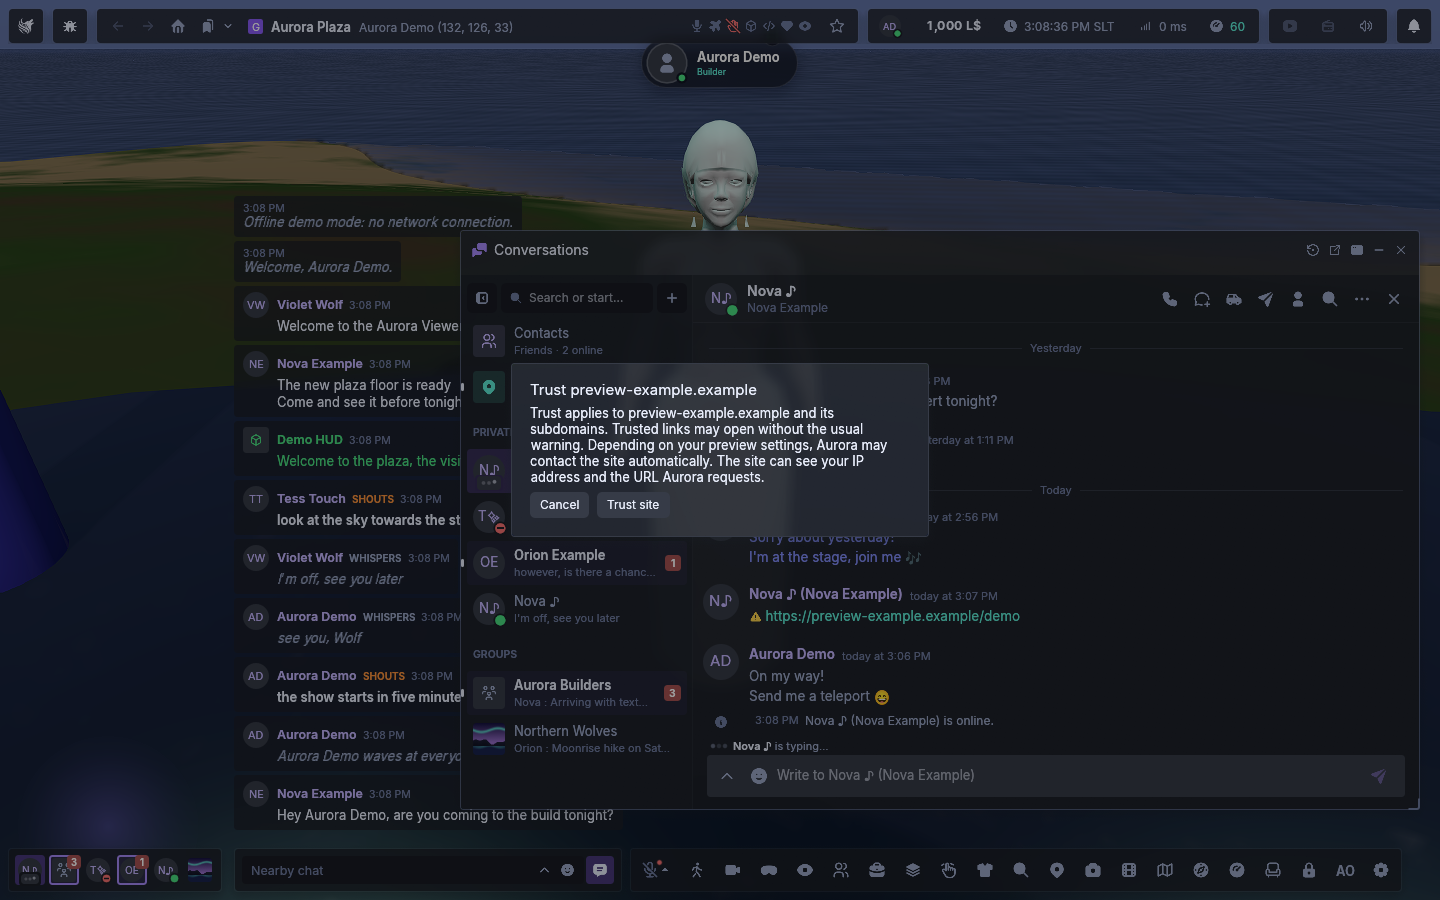 G Aurora Plaza Aurora Demo (132, 126, 33)
AD 1,000 L$ 3:08:36 PM SLT 0 ms 60
Aurora Demo
Builder
3:08 PM
Offline demo mode: no network connection.
3:08 PM
Welcome, Aurora Demo.
VW Violet Wolf 3:08 PM
Welcome to the Aurora Viewe
NE Nova Example 3:08 PM
The new plaza floor is ready
Come and see it before tonigh
Demo HUD 3:08 PM
Welcome to the plaza, the visi
TT Tess Touch SHOUTS 3:08 PM
look at the sky towards the st
VW Violet Wolf WHISPERS 3:08 PM
I'm off, see you later
AD Aurora Demo WHISPERS 3:08 PM
see you, Wolf
AD Aurora Demo SHOUTS 3:08 PM
the show starts in five minute
AD Aurora Demo 3:08 PM
Aurora Demo waves at everyo
NE Nova Example 3:08 PM
Hey Aurora Demo, are you coming to the build tonight?
Conversations
Search or start...
Contacts
Friends · 2 online
PRIVAT
N♪
T
OE Orion Example 1
however, is there a chanc...
N♪ Nova ♪
I'm off, see you later
GROUPS
Aurora Builders 3
Nova : Arriving with text...
Northern Wolves
Orion : Moonrise hike on Sat...
N♪ Nova ♪
Nova Example
Yesterday
PM
ert tonight?
terday at 1:11 PM
Today
ay at 2:56 PM
Sorry about yesterday!
I'm at the stage, join me 🎶
N♪ Nova ♪ (Nova Example) today at 3:07 PM
⚠ https://preview-example.example/demo
AD Aurora Demo today at 3:06 PM
On my way!
Send me a teleport 😄
3:08 PM Nova ♪ (Nova Example) is online.
Nova ♪ is typing...
Write to Nova ♪ (Nova Example)
Trust preview-example.example
Trust applies to preview-example.example and its
subdomains. Trusted links may open without the usual
warning. Depending on your preview settings, Aurora may
contact the site automatically. The site can see your IP
address and the URL Aurora requests.
Cancel Trust site
N♪ 3 T OE 1 N♪
Nearby chat
AO